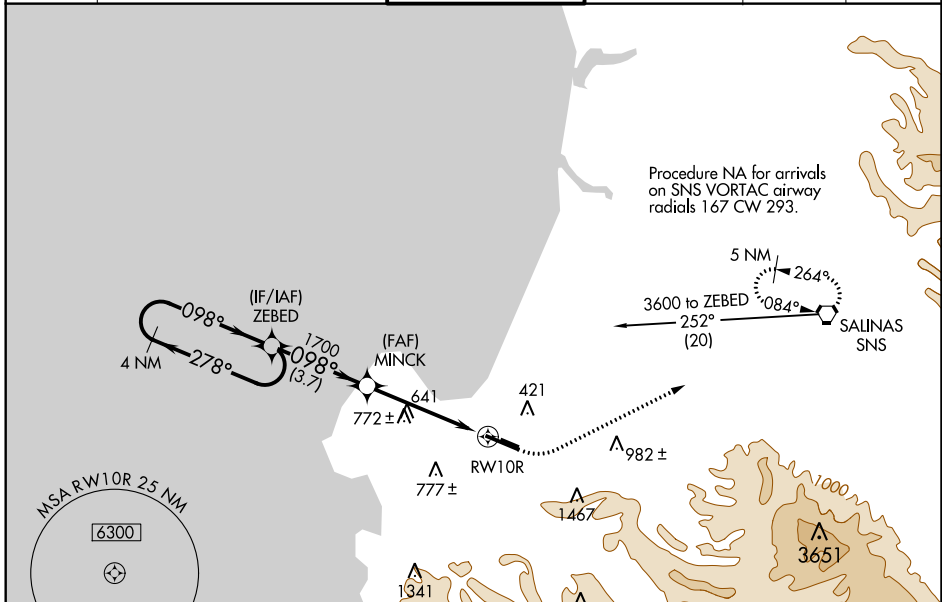 Procedure NA for arrivals
on SNS VORTAC airway
radials 167 CW 293.
5 NM
264°
084°
3600 to ZEBED
252°
(20)
SALINAS
SNS
(IF/IAF)
ZEBED
098°
278°
4 NM
1700
098°
(3.7)
(FAF)
MINCK
641
772 ±
421
RW10R
982 ±
777 ±
1467
1000
3651
1341
MSA RW10R 25 NM
6300